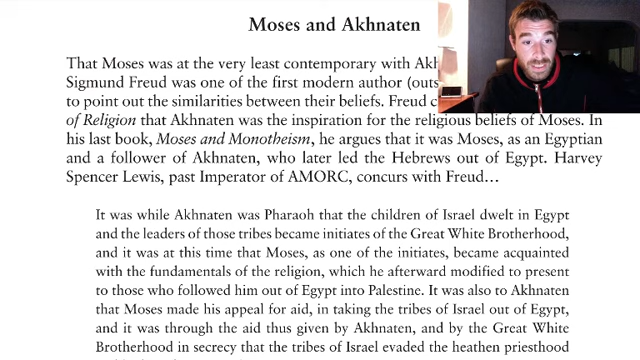 Moses and Akhnaten
That Moses was at the very least contemporary with
Sigmund Freud was one of the first modern author
to point out the similarities between their beliefs. Freud
of Religion that Akhnaten was the inspiration for the religious beliefs of Moses. In
his last book, Moses and Monotheism, he argues that it was Moses, as an Egyptian
and a follower of Akhnaten, who later led the Hebrews out of Egypt. Harvey
Spencer Lewis, past Imperator of AMORC, concurs with Freud…
It was while Akhnaten was Pharaoh that the children of Israel dwelt in Egypt
and the leaders of those tribes became initiates of the Great White Brotherhood,
and it was at this time that Moses, as one of the initiates, became acquainted
with the fundamentals of the religion, which he afterward modified to present
to those who followed him out of Egypt into Palestine. It was also to Akhnaten
that Moses made his appeal for aid, in taking the tribes of Israel out of Egypt,
and it was through the aid thus given by Akhnaten, and by the Great White
Brotherhood in secrecy that the tribes of Israel evaded the heathen priesthood